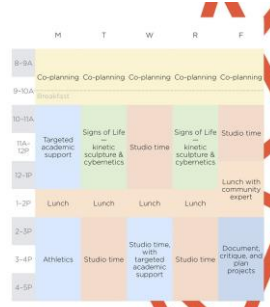 M T W R F
8–9A
Co-planning Co-planning Co-planning Co-planning Co-planning
9–10A
Breakfast
10–11A
11A–
12P
12–1P
1–2P
2–3P
3–4P
4–5P
Targeted
academic
support
Lunch
Athletics
Signs of Life
—
kinetic
sculpture &
cybernetics
Lunch
Studio time
Studio time
Lunch
Studio time,
with
targeted
academic
support
Signs of Life
—
kinetic
sculpture &
cybernetics
Lunch
Studio time
Studio time
Lunch with
community
expert
Document,
critique, and
plan
projects